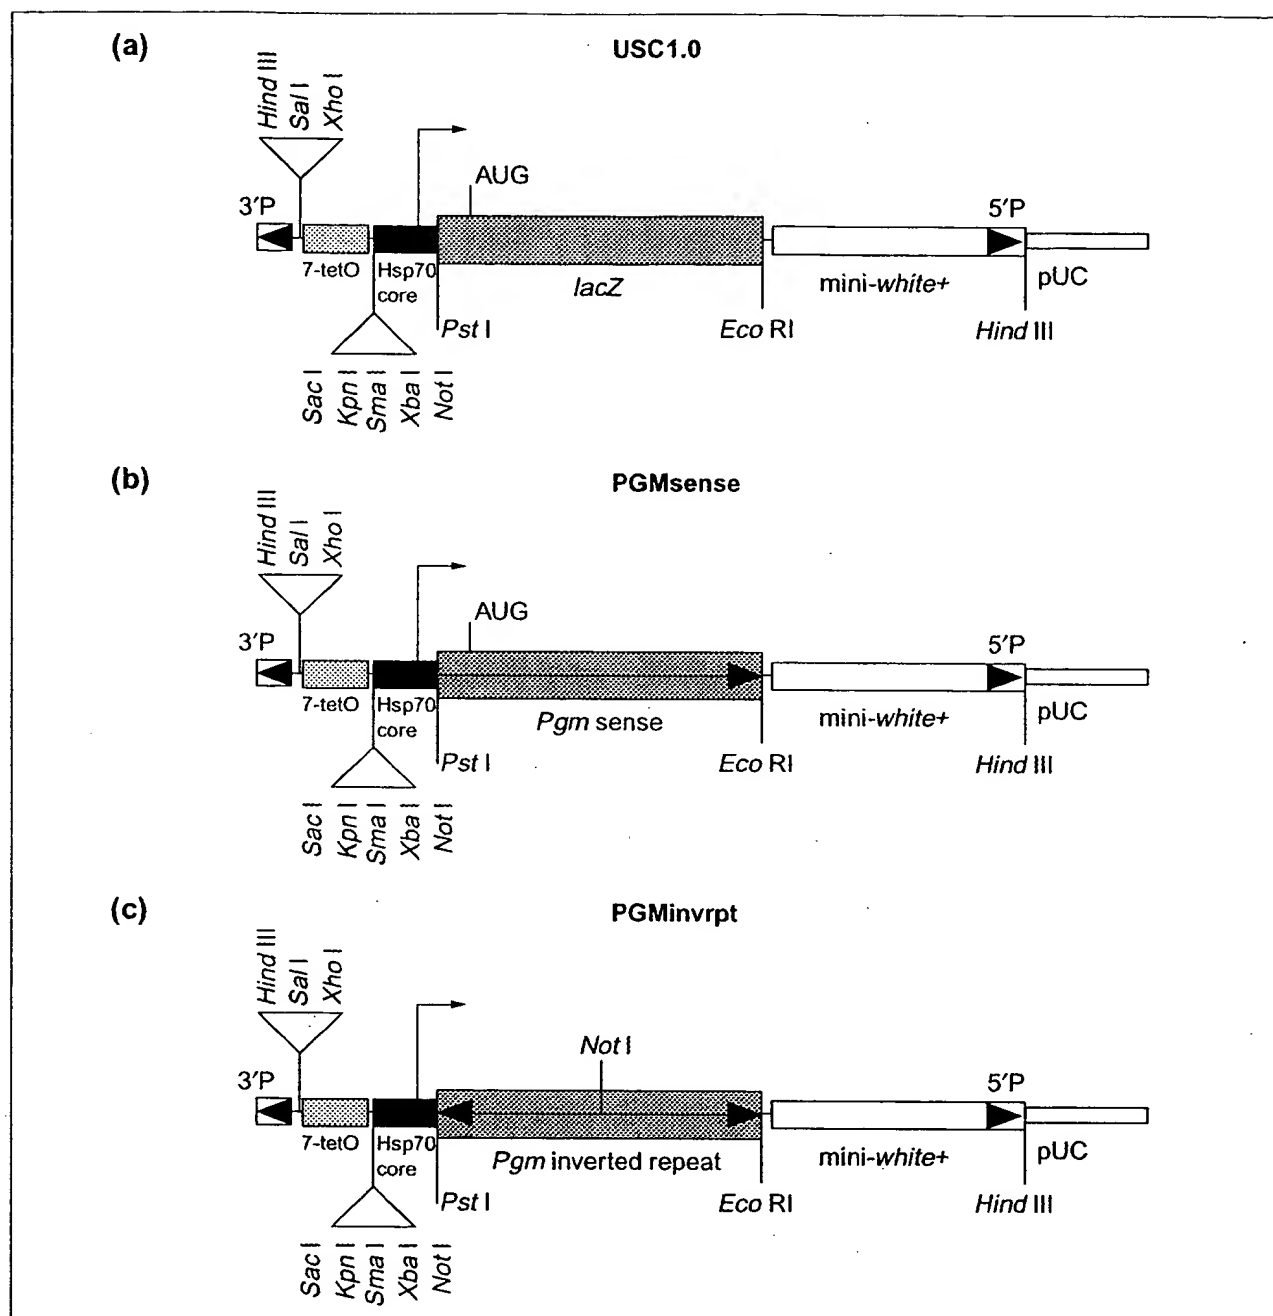 (a)
USC1.0
Hind III
Sal I
Xho I
3′P
AUG
5′P
7-tetO
Hsp70
core
lacZ
mini-white+
pUC
Pst I
Eco RI
Hind III
Sac I
Kpn I
Sma I
Xba I
Not I
(b)
PGMsense
Hind III
Sal I
Xho I
3′P
AUG
5′P
7-tetO
Hsp70
core
Pgm sense
mini-white+
pUC
Pst I
Eco RI
Hind III
Sac I
Kpn I
Sma I
Xba I
Not I
(c)
PGMinvrpt
Hind III
Sal I
Xho I
Not I
3′P
5′P
7-tetO
Hsp70
core
Pgm inverted repeat
mini-white+
pUC
Pst I
Eco RI
Hind III
Sac I
Kpn I
Sma I
Xba I
Not I